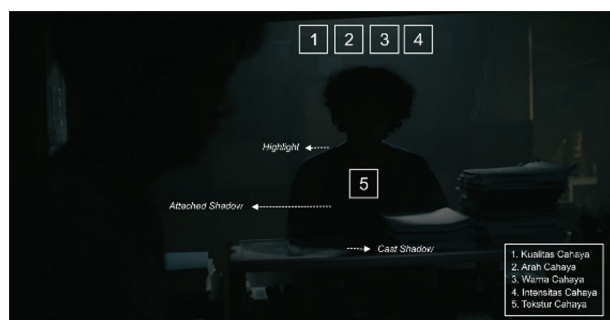 1 2 3 4
Highlight
5
Attached Shadow
Cast Shadow
1. Kualitas Cahaya
2. Arah Cahaya
3. Warna Cahaya
4. Intensitas Cahaya
5. Tekstur Cahaya